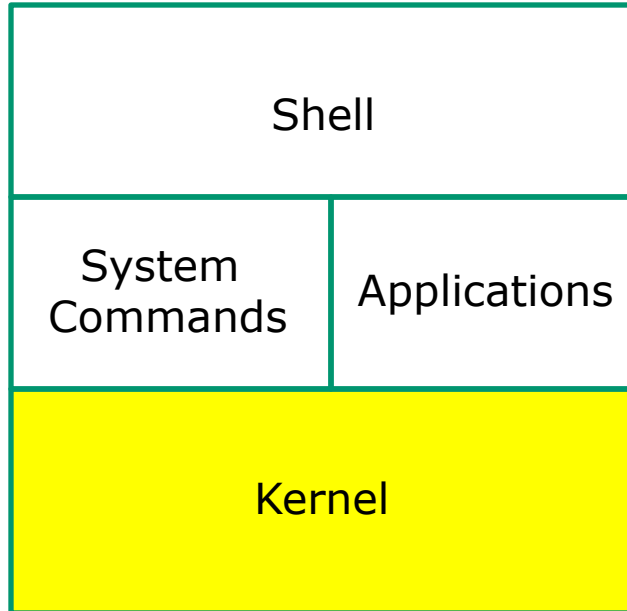 Shell
System
Commands
Applications
Kernel